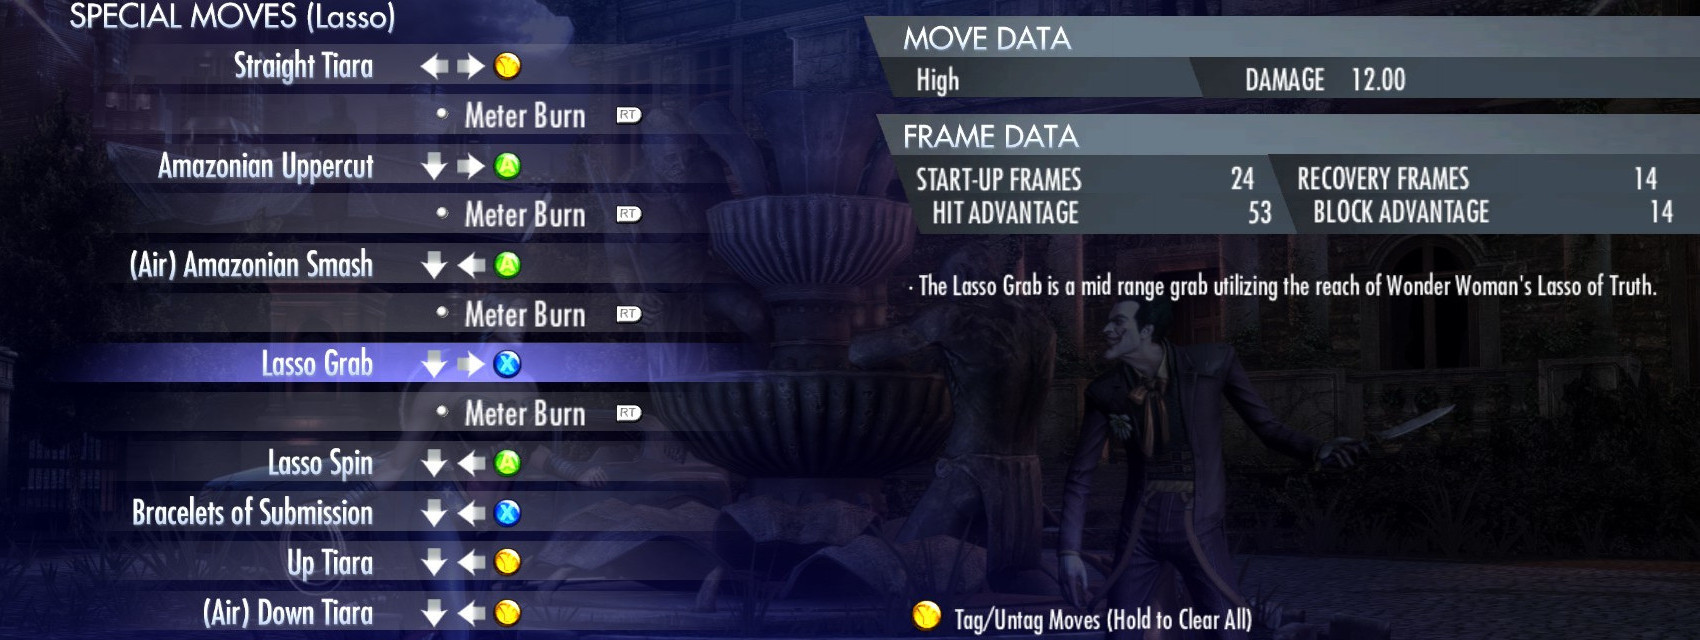 SPECIAL MOVES (Lasso)
Straight Tiara Y
Meter Burn RT
Amazonian Uppercut A
Meter Burn RT
(Air) Amazonian Smash A
Meter Burn RT
Lasso Grab X
Meter Burn RT
Lasso Spin A
Bracelets of Submission X
Up Tiara Y
(Air) Down Tiara Y
MOVE DATA
High DAMAGE 12.00
FRAME DATA
START-UP FRAMES 24 RECOVERY FRAMES 14
HIT ADVANTAGE 53 BLOCK ADVANTAGE 14
· The Lasso Grab is a mid range grab utilizing the reach of Wonder Woman's Lasso of Truth.
Y Tag/Untag Moves (Hold to Clear All)